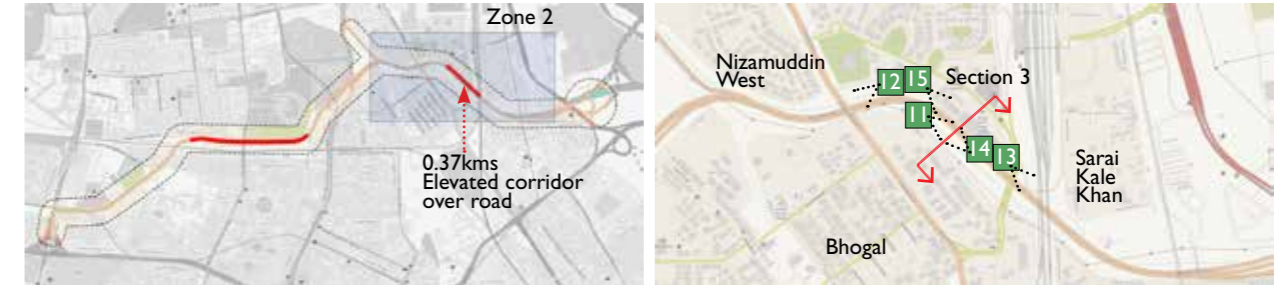 Zone 2
0.37kms
Elevated corridor
over road
Nizamuddin
West
12
15
Section 3
11
14
13
Sarai
Kale
Khan
Bhogal